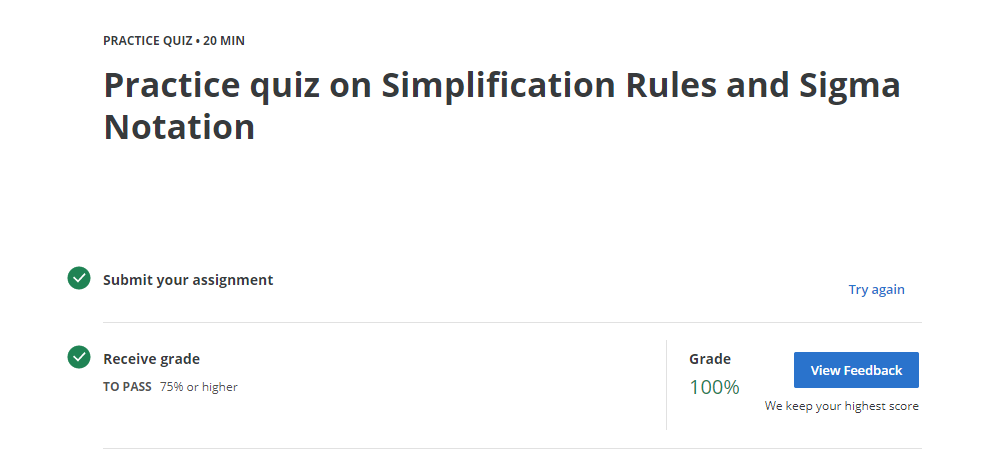 PRACTICE QUIZ • 20 MIN
Practice quiz on Simplification Rules and Sigma
Notation
Submit your assignment
Try again
Receive grade
TO PASS 75% or higher
Grade
100%
View Feedback
We keep your highest score